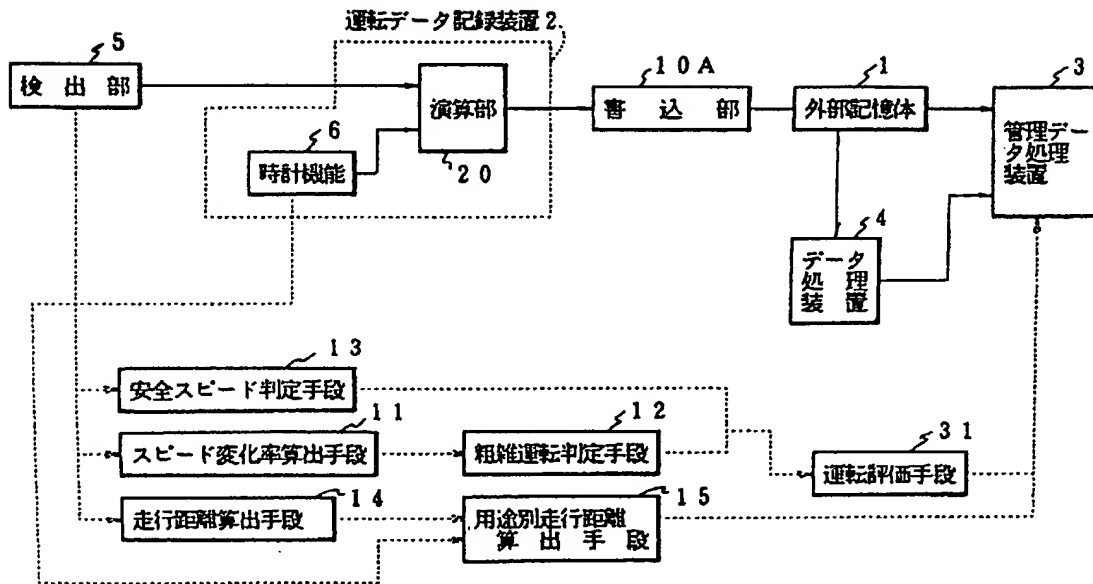 運転データ記録装置2
5
検出部
6
時計機能
演算部
20
10A
書込部
1
外部記憶体
3
管理デー
タ処理
装置
4
データ
処理
装置
13
安全スピード判定手段
11
スピード変化率算出手段
12
粗雑運転判定手段
31
運転評価手段
14
走行距離算出手段
15
用途別走行距離
算出手段